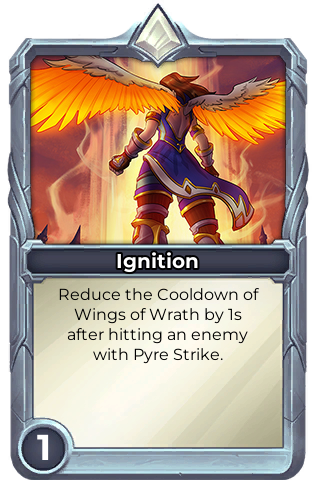 Ignition
Reduce the Cooldown of
Wings of Wrath by 1s
after hitting an enemy
with Pyre Strike.
1